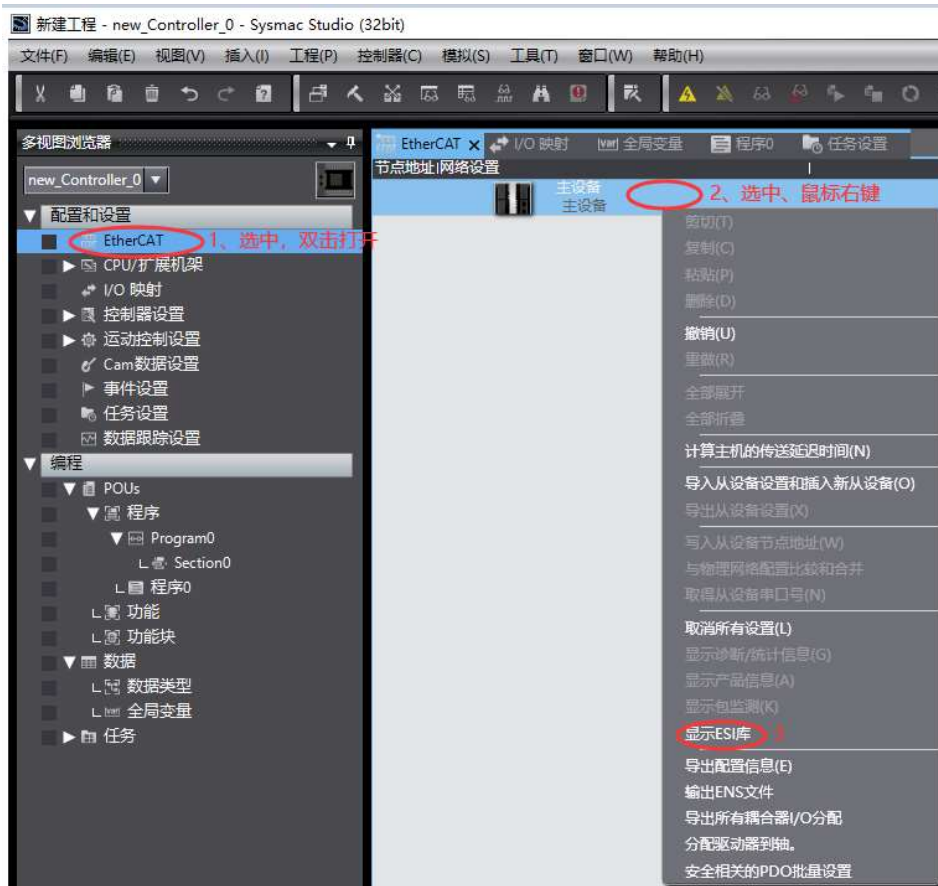 新建工程 - new_Controller_0 - Sysmac Studio (32bit)
文件(F) 编辑(E) 视图(V) 插入(I) 工程(P) 控制器(C) 模拟(S) 工具(T) 窗口(W) 帮助(H)
多视图浏览器
new_Controller_0
配置和设置
EtherCAT
1、选中，双击打开
CPU/扩展机架
I/O 映射
控制器设置
运动控制设置
Cam数据设置
事件设置
任务设置
数据跟踪设置
编程
POUs
程序
Program0
Section0
程序0
功能
功能块
数据
数据类型
全局变量
任务
EtherCAT I/O 映射 全局变量 程序0 任务设置
节点地址|网络设置
主设备
主设备
2、选中、鼠标右键
剪切(T)
复制(C)
粘贴(P)
删除(D)
撤销(U)
重做(R)
全部展开
全部折叠
计算主机的传送延迟时间(N)
导入从设备设置和插入新从设备(O)
导出从设备设置(X)
写入从设备节点地址(W)
与物理网络配置比较和合并
取得从设备串口号(N)
取消所有设置(L)
显示诊断/统计信息(G)
显示产品信息(A)
显示包监测(K)
显示ESI库 3
导出配置信息(E)
输出ENS文件
导出所有耦合器I/O分配
分配驱动器到轴。
安全相关的PDO批量设置